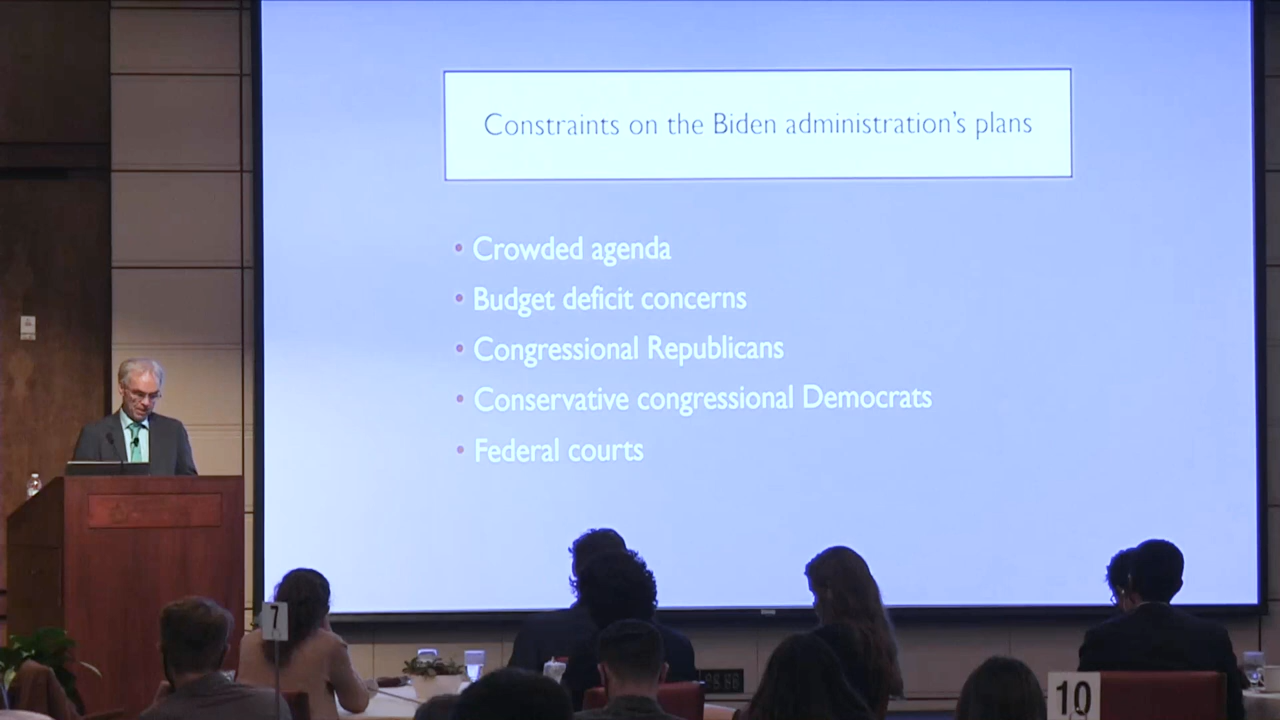 Constraints on the Biden administration's plans
• Crowded agenda
• Budget deficit concerns
• Congressional Republicans
• Conservative congressional Democrats
• Federal courts
7
10